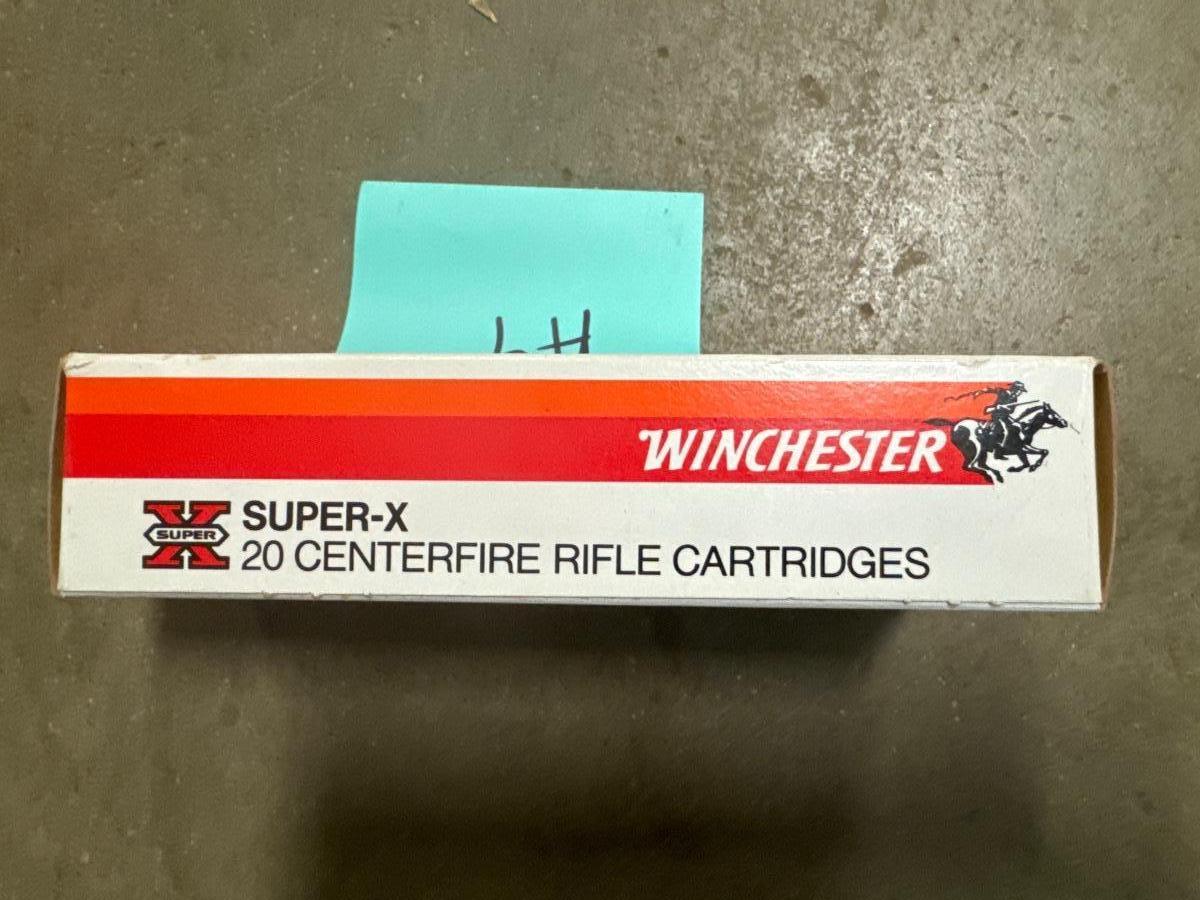 WINCHESTER
SUPER
SUPER-X
20 CENTERFIRE RIFLE CARTRIDGES